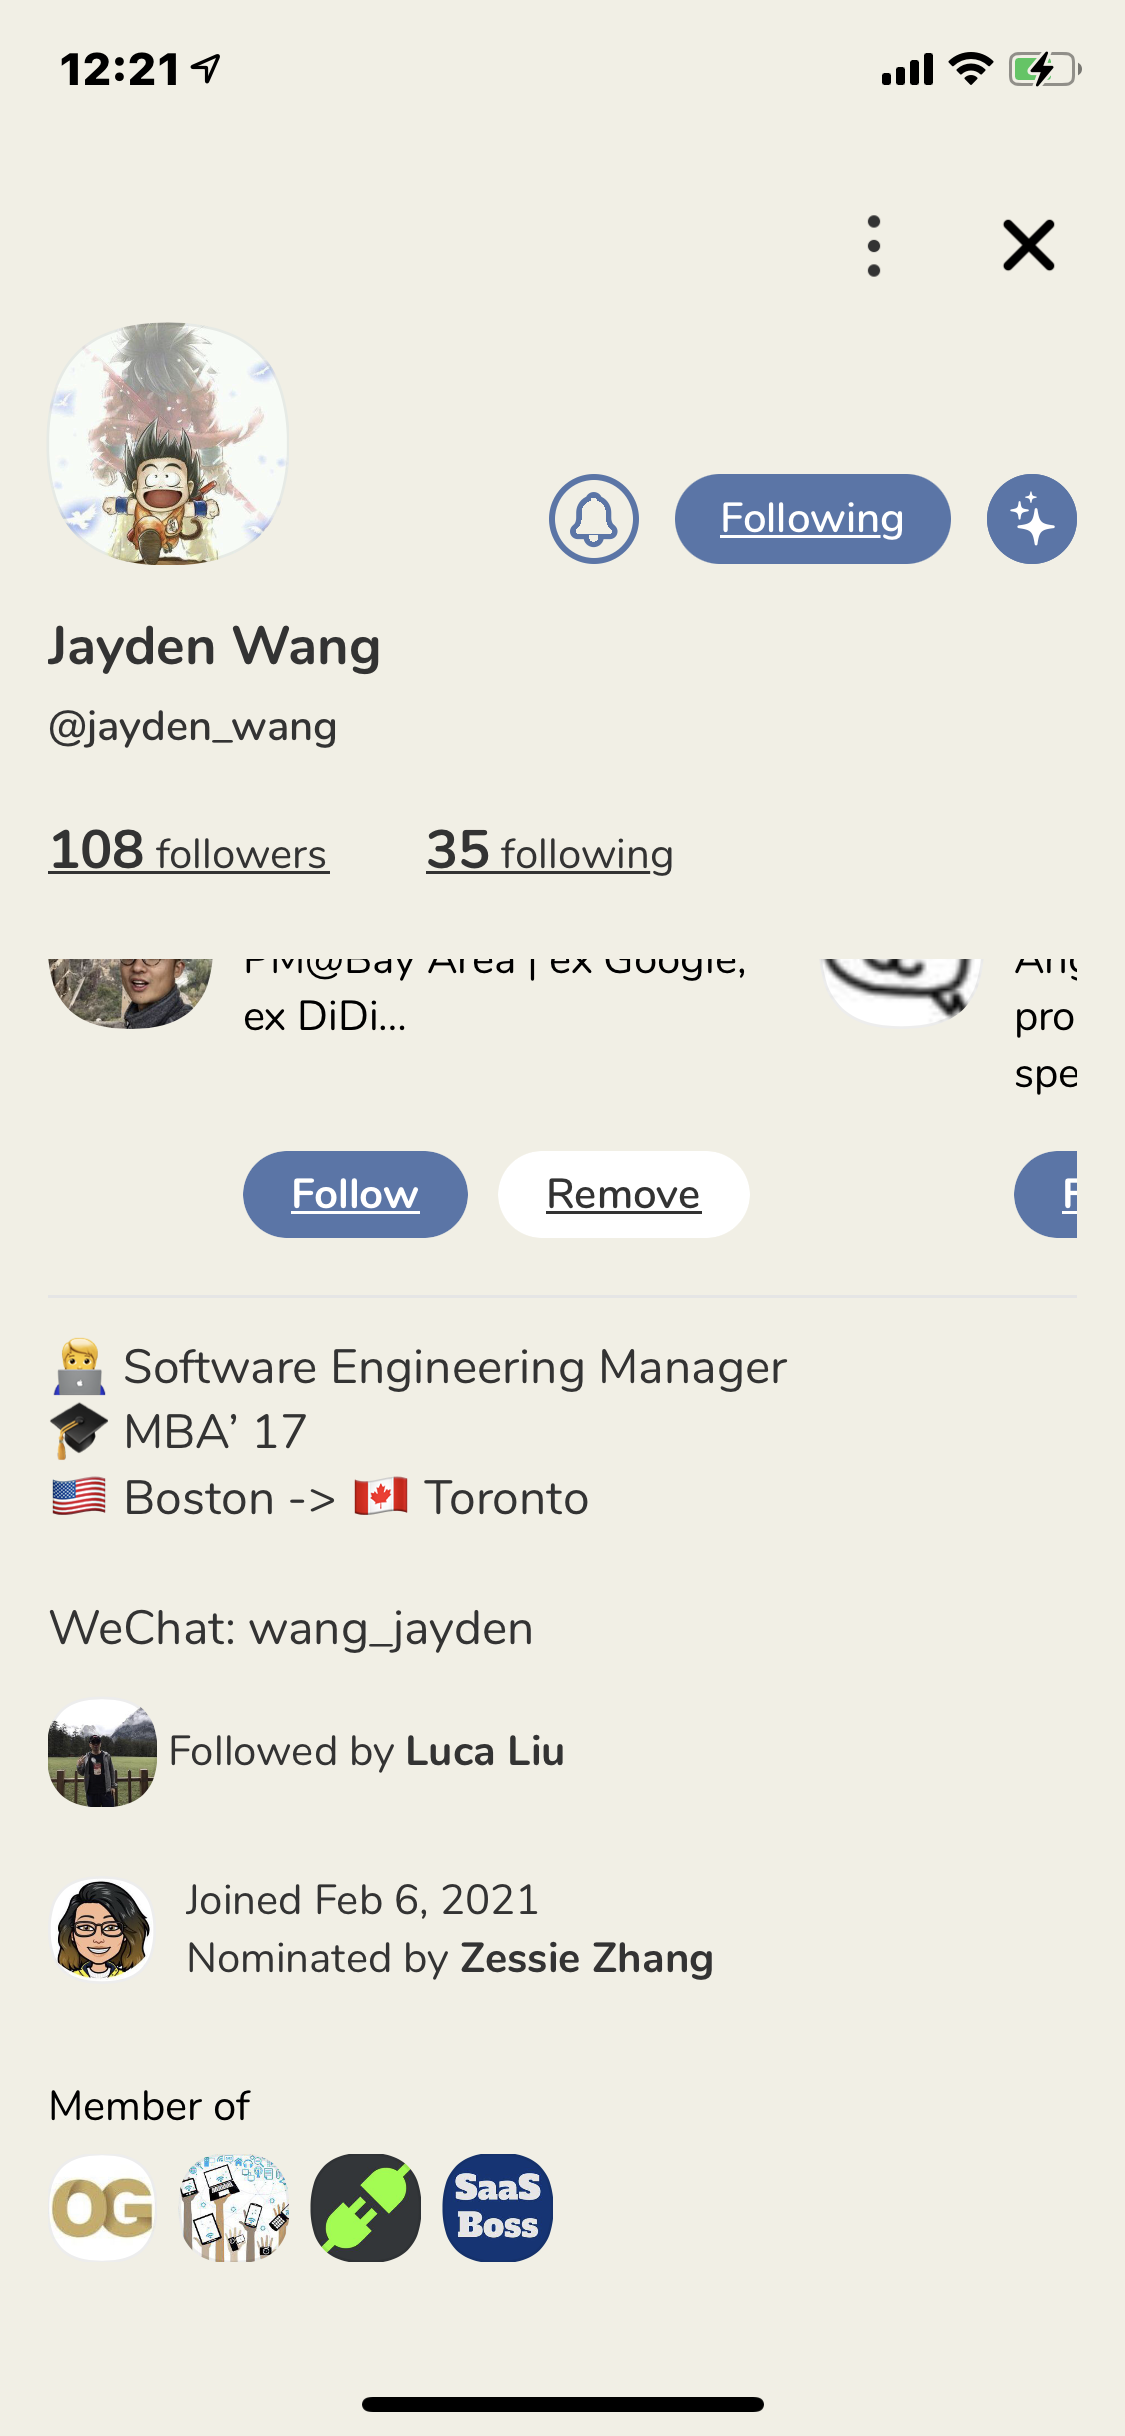 12:21
Following
Jayden Wang
@jayden_wang
108 followers 35 following
PM@Bay Area | ex Google,
ex DiDi...
pro
spe
Follow Remove
Software Engineering Manager
MBA’ 17
Boston -> Toronto
WeChat: wang_jayden
Followed by Luca Liu
Joined Feb 6, 2021
Nominated by Zessie Zhang
Member of
OG
SaaS
Boss